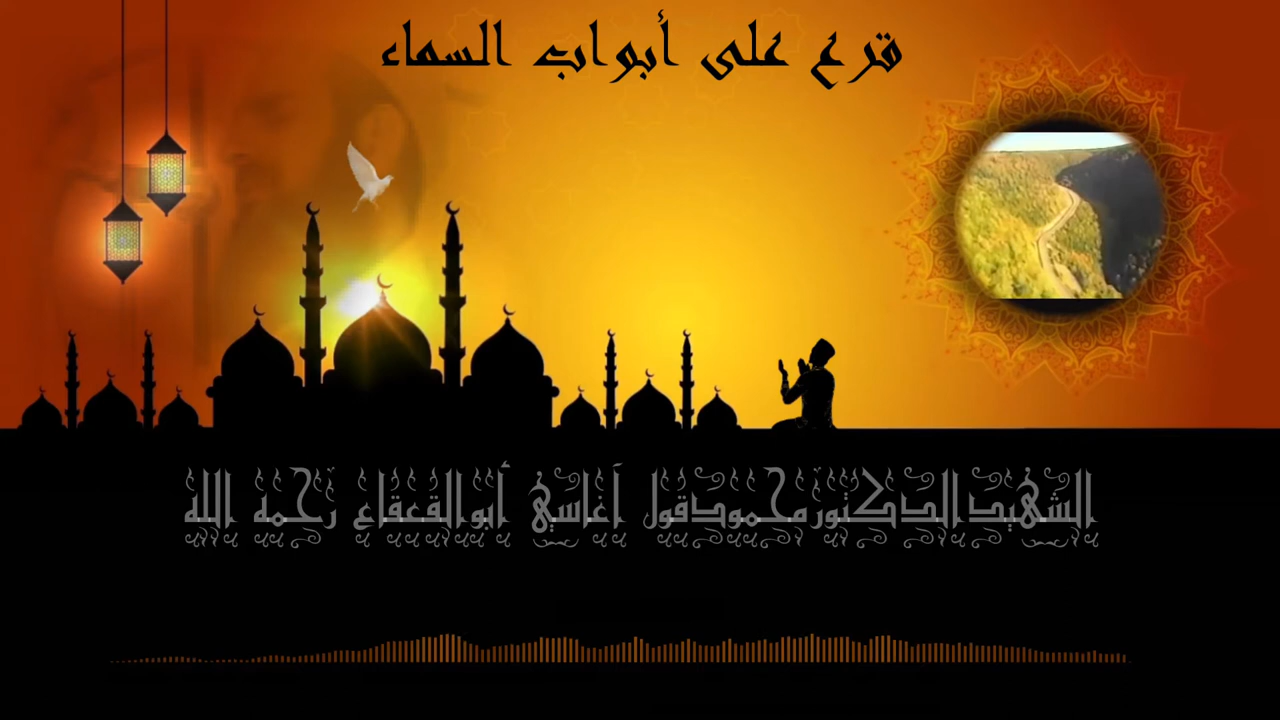 قرع على أبواب السماء
الشهيد الدكتور محمود قول آغاسي أبو القعقاع رحمه الله